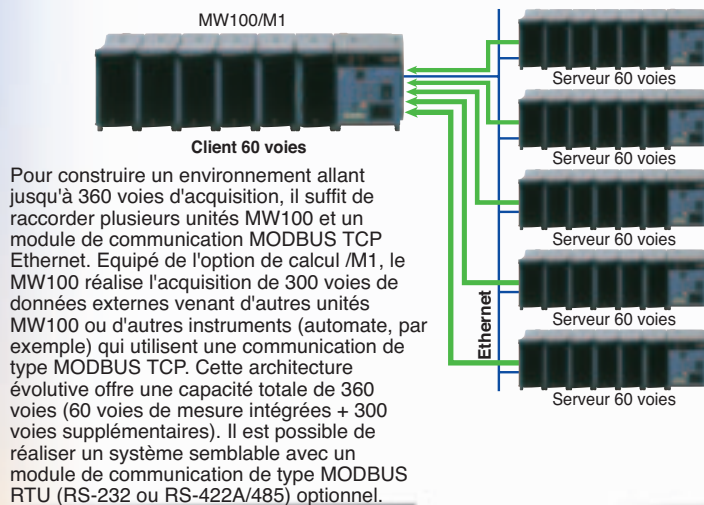 MW100/M1
Client 60 voies
Pour construire un environnement allant
jusqu'à 360 voies d'acquisition, il suffit de
raccorder plusieurs unités MW100 et un
module de communication MODBUS TCP
Ethernet. Equipé de l'option de calcul /M1, le
MW100 réalise l'acquisition de 300 voies de
données externes venant d'autres unités
MW100 ou d'autres instruments (automate, par
exemple) qui utilisent une communication de
type MODBUS TCP. Cette architecture
évolutive offre une capacité totale de 360
voies (60 voies de mesure intégrées + 300
voies supplémentaires). Il est possible de
réaliser un système semblable avec un
module de communication de type MODBUS
RTU (RS-232 ou RS-422A/485) optionnel.
Ethernet
Serveur 60 voies
Serveur 60 voies
Serveur 60 voies
Serveur 60 voies
Serveur 60 voies